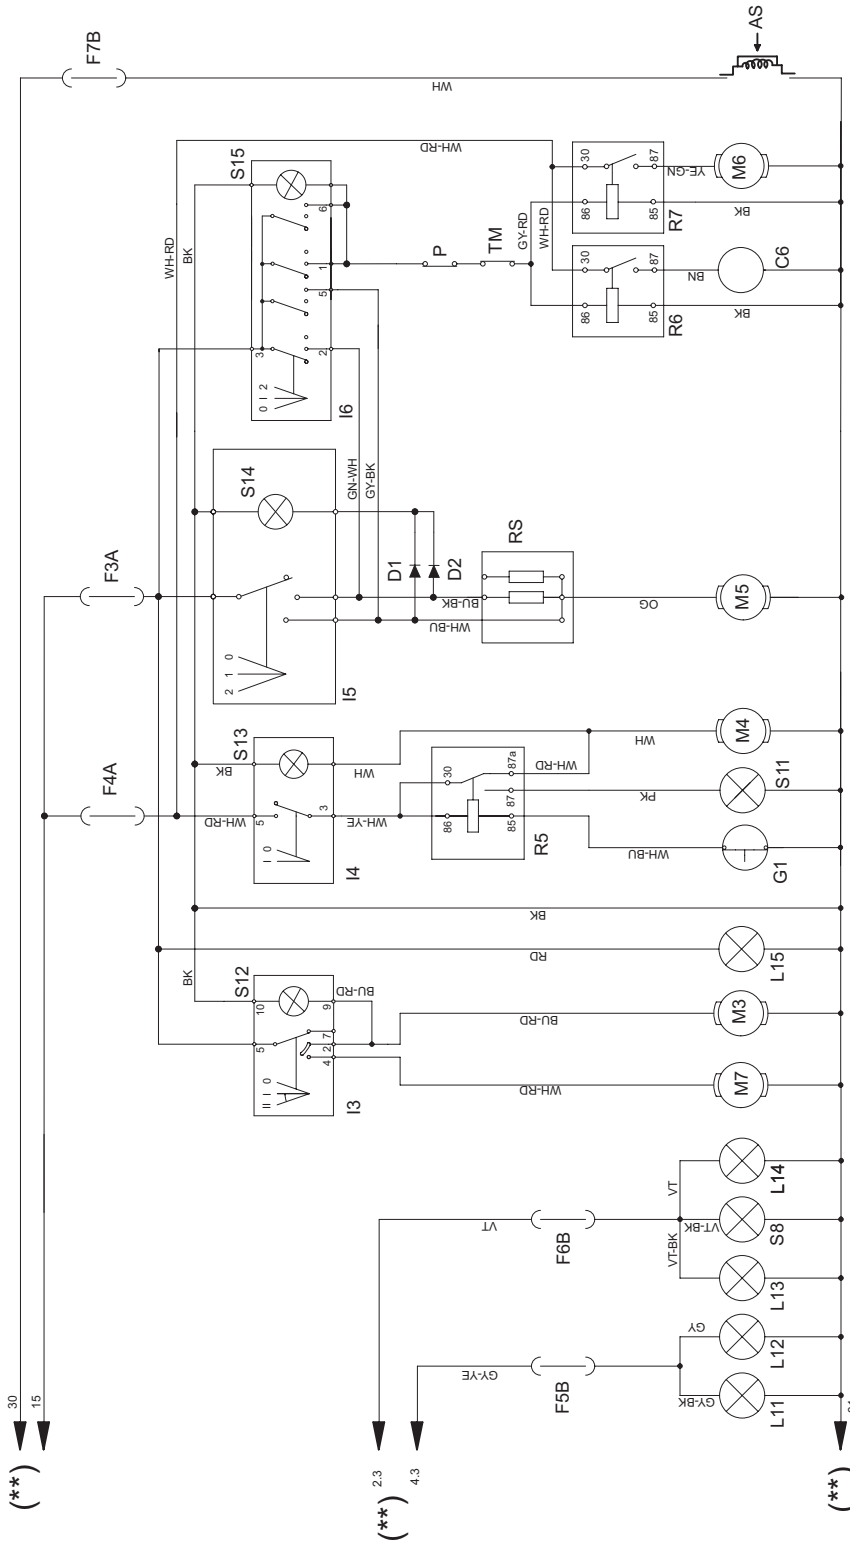 (**)
30
15
F7B
F4A
F3A
WH-RD
BK
BK
(**)
2.3
4.3
I3
II I 0
S12
10
5
9
7
2
4
BU-RD
I4
I 0
S13
5
3
BK
WH-RD
WH
WH-YE
I5
2 1 0
S14
I6
0 I 2
S15
3
2
5
1
6
GN-WH
GY-BK
WH-RD
WH
AS
D1
D2
BU-BK
WH-BU
RS
P
TM
GY-RD
WH-RD
R5
86
30
85
87
87a
WH-RD
R6
86
30
85
87
R7
86
30
85
87
GY-YE
VT
F5B
F6B
WH-RD
BU-RD
RD
BK
WH-BU
PK
WH
OG
BK
BN
BK
YE-GN
GY-BK
GY
VT-BK
VT-BK
VT
L11
L12
L13
S8
L14
M7
M3
L15
G1
S11
M4
M5
C6
M6
(**)